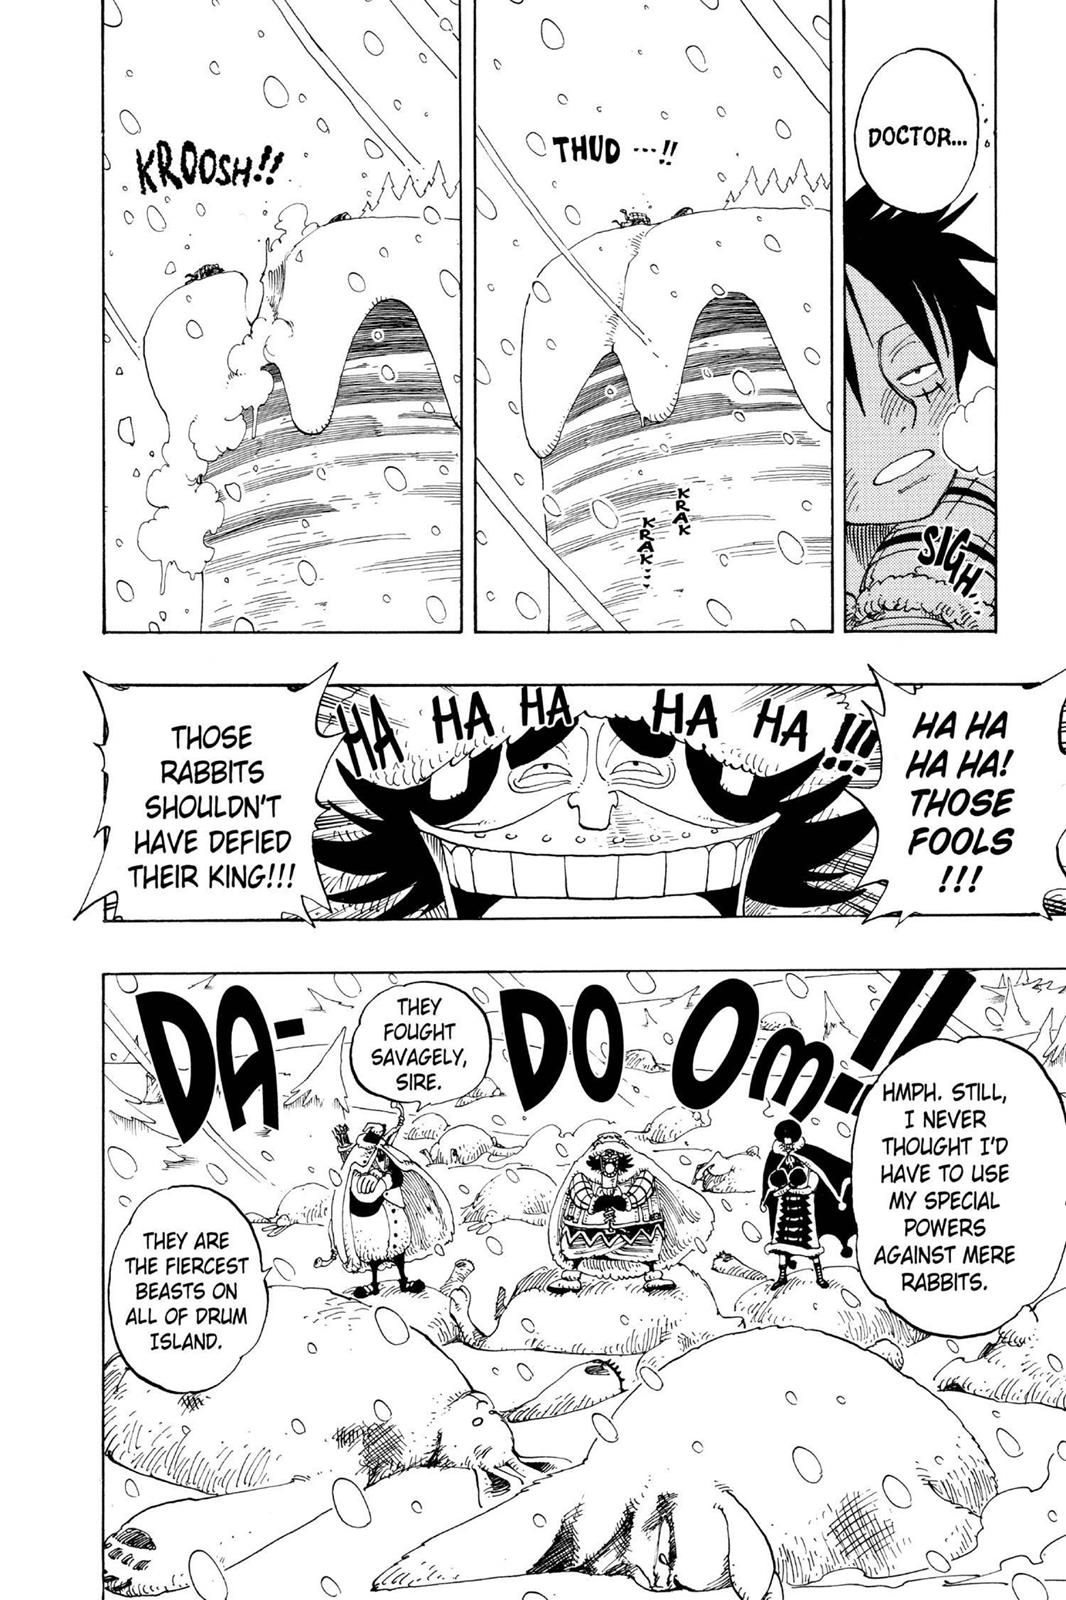 DOCTOR...
SIGH...
THUD ...!!
KRAK
KRAK...
KROOSH!!
HA HA
HA HA!
THOSE
FOOLS
!!!
HA HA HA HA HA !!!
THOSE
RABBITS
SHOULDN'T
HAVE DEFIED
THEIR KING!!!
DA-DOOM!!
HMPH. STILL,
I NEVER
THOUGHT I'D
HAVE TO USE
MY SPECIAL
POWERS
AGAINST MERE
RABBITS.
THEY
FOUGHT
SAVAGELY,
SIRE.
THEY ARE
THE FIERCEST
BEASTS ON
ALL OF DRUM
ISLAND.